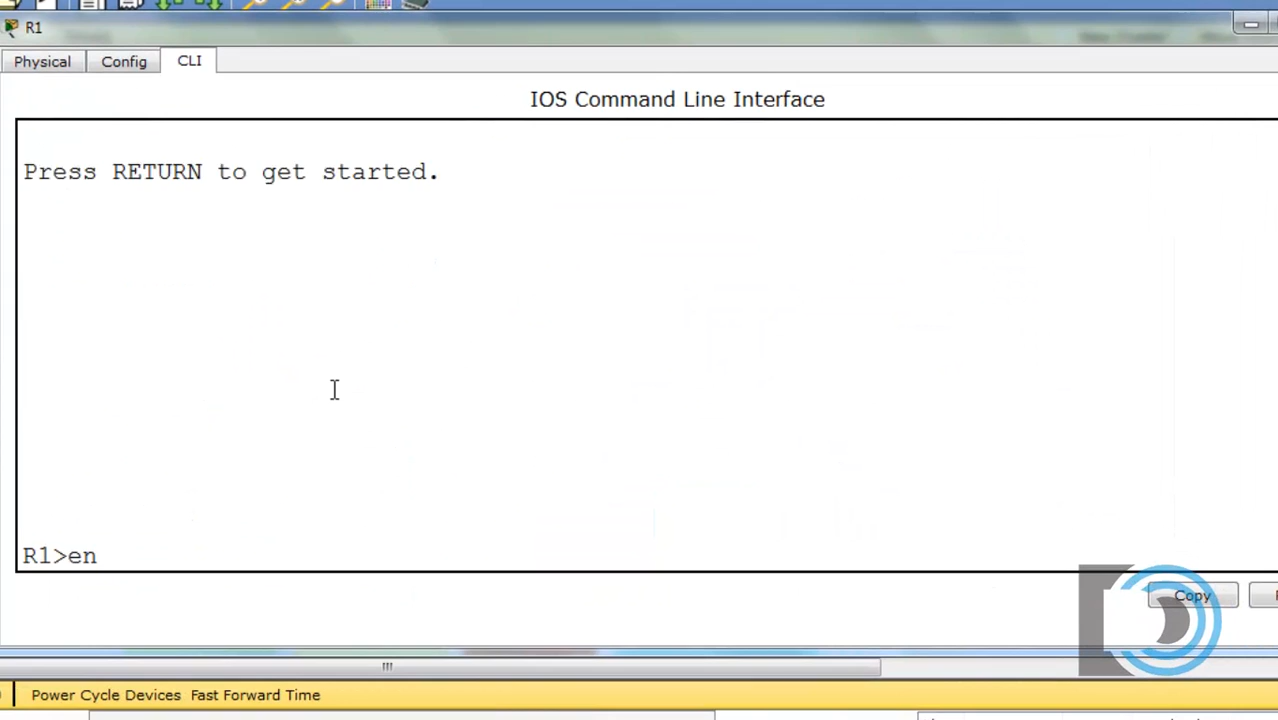 R1
Physical
Config
CLI
IOS Command Line Interface
Press RETURN to get started.
R1>en
Copy
Power Cycle Devices Fast Forward Time